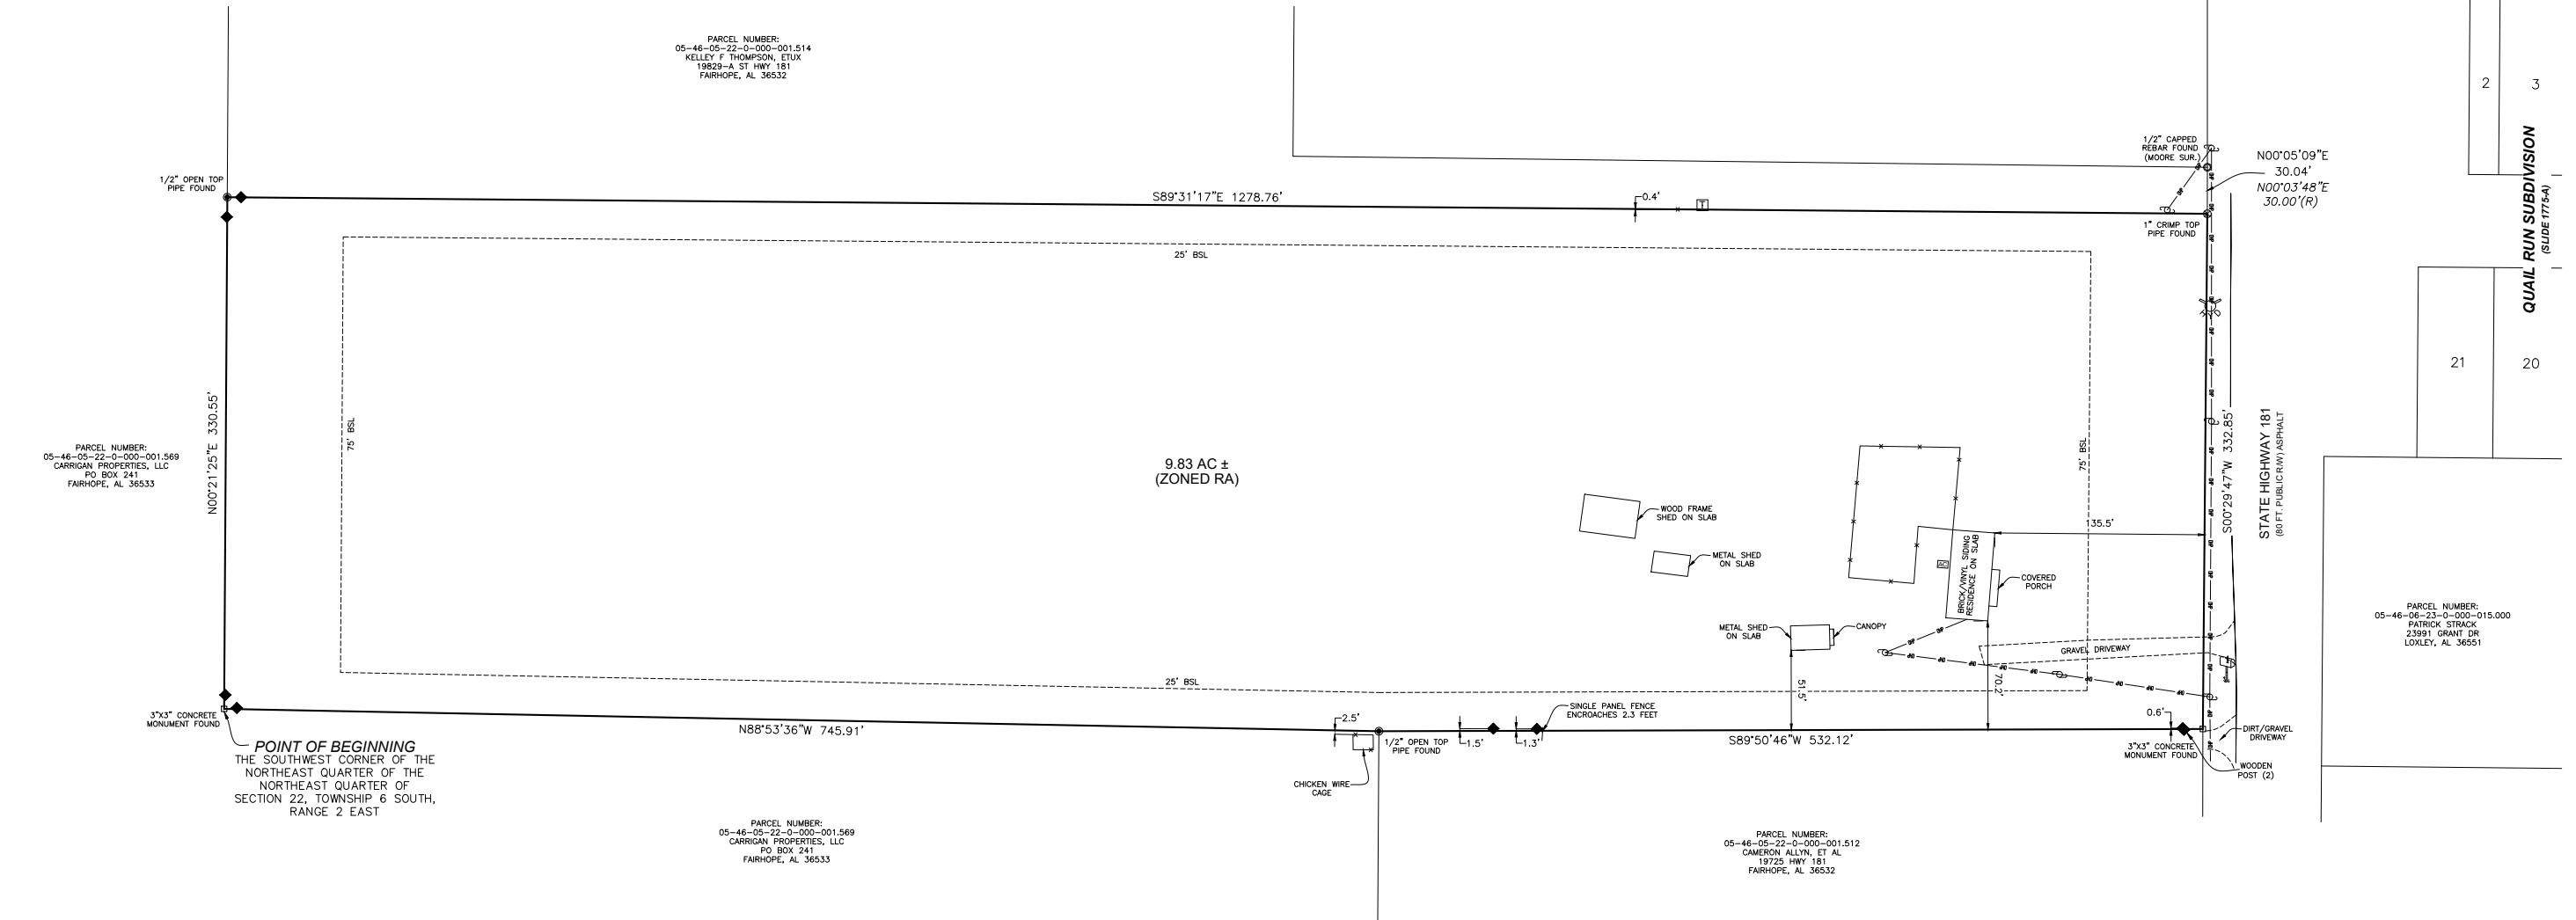 PARCEL NUMBER:
05-46-05-22-0-000-001.514
KELLEY F THOMPSON, ETUX
19829-A ST HWY 181
FAIRHOPE, AL 36532
2
3
QUAIL RUN SUBDIVISION
(SLIDE 1775-A)
1/2" CAPPED
REBAR FOUND
(MOORE SUR.)
N00°05'09"E
30.04'
N00°03'48"E
30.00'(R)
1/2" OPEN TOP
PIPE FOUND
S89°31'17"E 1278.76'
0.4'
T
1" CRIMP TOP
PIPE FOUND
25' BSL
21
20
N00°21'25"E 330.55'
75' BSL
PARCEL NUMBER:
05-46-05-22-0-000-001.569
CARRIGAN PROPERTIES, LLC
PO BOX 241
FAIRHOPE, AL 36533
9.83 AC ±
(ZONED RA)
75' BSL
S00°29'47"W 332.85'
STATE HIGHWAY 181
(80 FT. PUBLIC R/W) ASPHALT
WOOD FRAME
SHED ON SLAB
METAL SHED
ON SLAB
135.5'
AC
BRICK/VINYL SIDING
RESIDENCE ON SLAB
COVERED
PORCH
METAL SHED
ON SLAB
CANOPY
GRAVEL DRIVEWAY
51.5'
70.2'
PARCEL NUMBER:
05-46-06-23-0-000-015.000
PATRICK STRACK
23991 GRANT DR
LOXLEY, AL 36551
25' BSL
3"X3" CONCRETE
MONUMENT FOUND
POINT OF BEGINNING
THE SOUTHWEST CORNER OF THE
NORTHEAST QUARTER OF THE
NORTHEAST QUARTER OF
SECTION 22, TOWNSHIP 6 SOUTH,
RANGE 2 EAST
N88°53'36"W 745.91'
2.5'
CHICKEN WIRE
CAGE
1/2" OPEN TOP
PIPE FOUND
1.5'
1.3'
SINGLE PANEL FENCE
ENCROACHES 2.3 FEET
S89°50'46"W 532.12'
0.6'
3"X3" CONCRETE
MONUMENT FOUND
DIRT/GRAVEL
DRIVEWAY
WOODEN
POST (2)
PARCEL NUMBER:
05-46-05-22-0-000-001.569
CARRIGAN PROPERTIES, LLC
PO BOX 241
FAIRHOPE, AL 36533
PARCEL NUMBER:
05-46-05-22-0-000-001.512
CAMERON ALLYN, ET AL
19725 HWY 181
FAIRHOPE, AL 36532